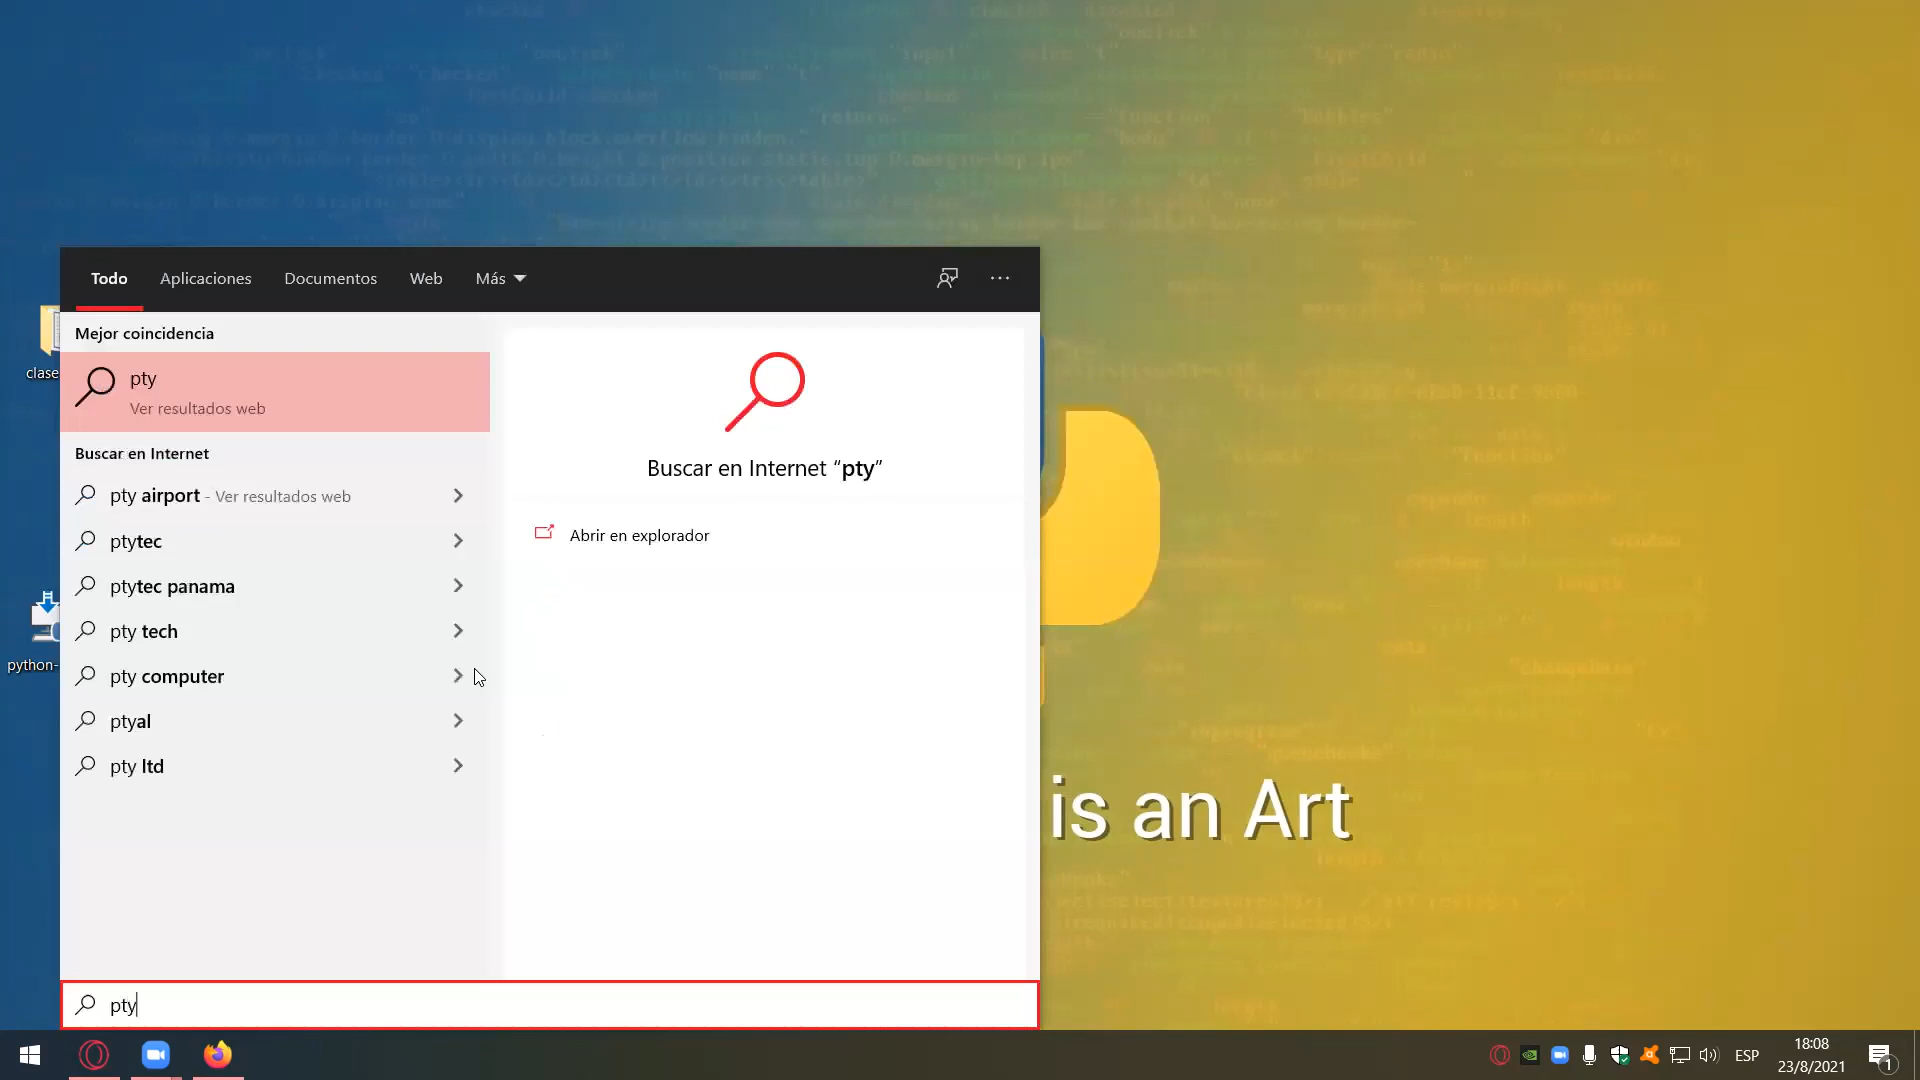 Todo Aplicaciones Documentos Web Más
Mejor coincidencia
pty
Ver resultados web
Buscar en Internet
pty airport - Ver resultados web
ptytec
ptytec panama
pty tech
pty computer
ptyal
pty ltd
Buscar en Internet “pty”
Abrir en explorador
clase
python-
is an Art
pty
ESP
18:08
23/8/2021
1